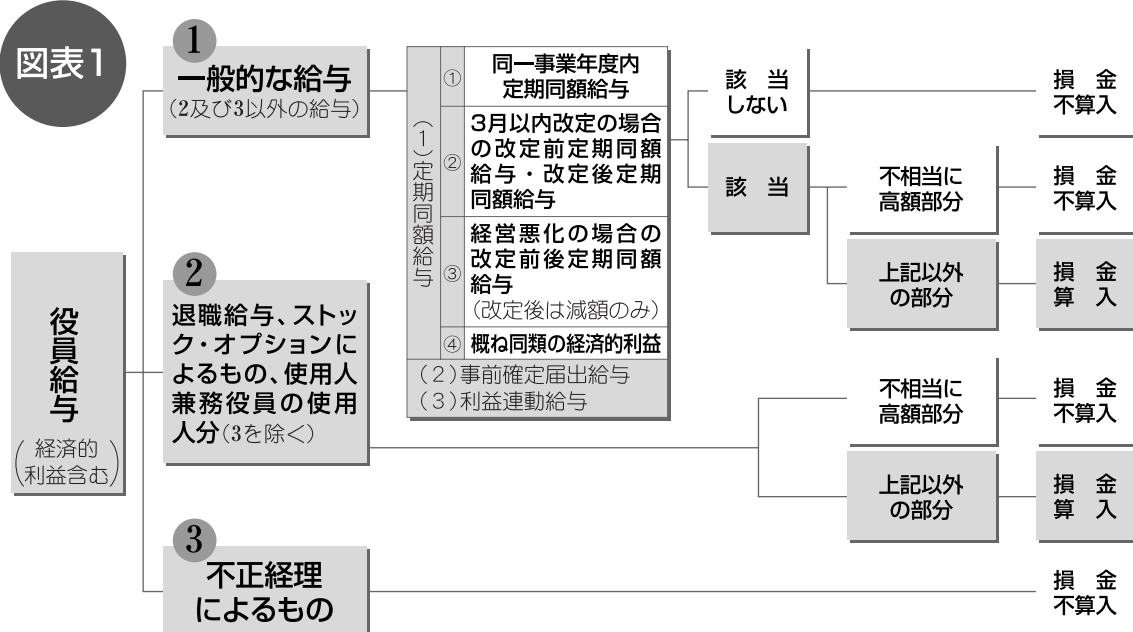 図表1
役員給与
(経済的
利益含む)
1
一般的な給与
(2及び3以外の給与)
(1)定期同額給与
①
同一事業年度内
定期同額給与
②
3月以内改定の場合
の改定前定期同額
給与・改定後定期
同額給与
③
経営悪化の場合の
改定前後定期同額
給与
(改定後は減額のみ)
④
概ね同類の経済的利益
(2)事前確定届出給与
(3)利益連動給与
該 当
しない
損 金
不算入
該 当
不相当に
高額部分
損 金
不算入
上記以外
の部分
損 金
算 入
2
退職給与、ストッ
ク・オプションに
よるもの、使用人
兼務役員の使用
人分(3を除く)
不相当に
高額部分
損 金
不算入
上記以外
の部分
損 金
算 入
3
不正経理
によるもの
損 金
不算入